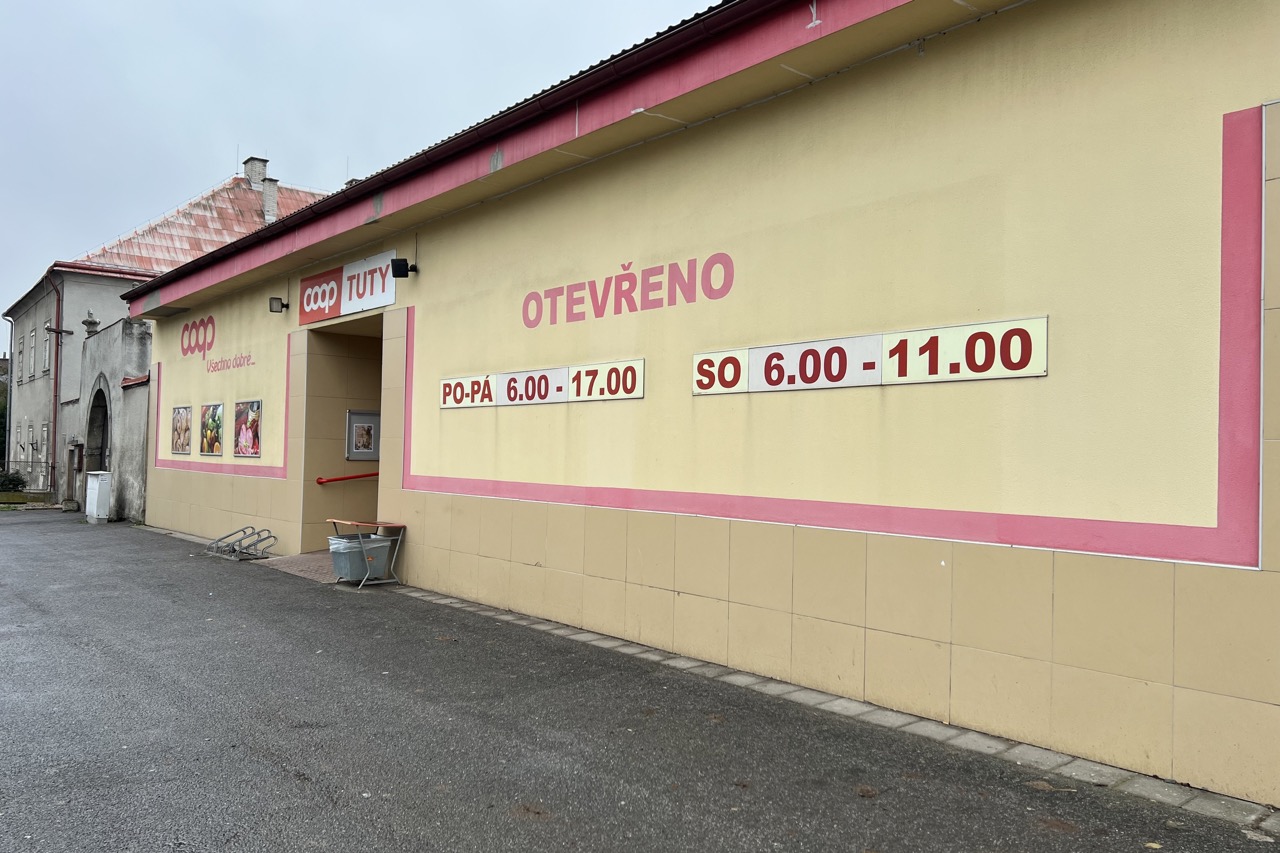 coop TUTY
coop
Všechno dobré...
OTEVŘENO
PO-PÁ 6.00 - 17.00
SO 6.00 - 11.00